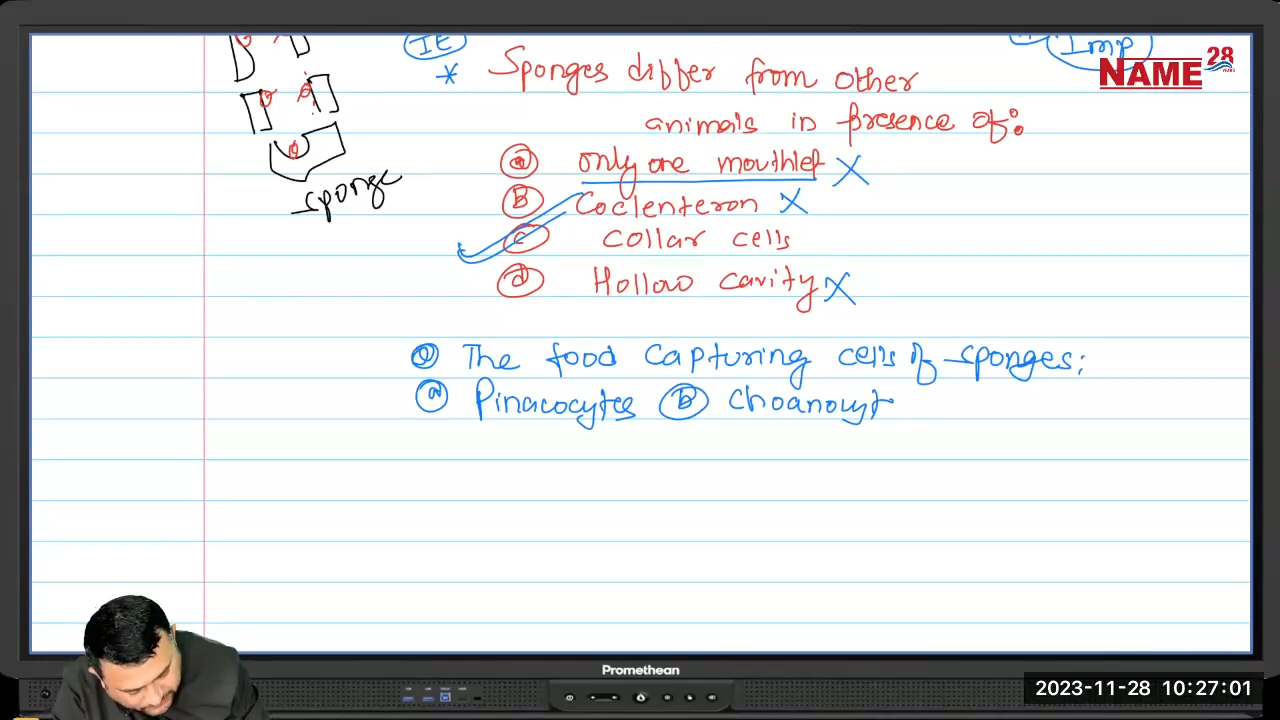 IE
Imp
NAME 28
* Sponges differ from other
animals in presence of:
sponge
(a) only one mouthlet X
(B) Coclenteron X
(c) Collar cells
(d) Hollow cavity X
Q The food capturing cells of sponges:
(a) Pinacocytes (B) Choanocyt
Promethean
2023-11-28 10:27:01